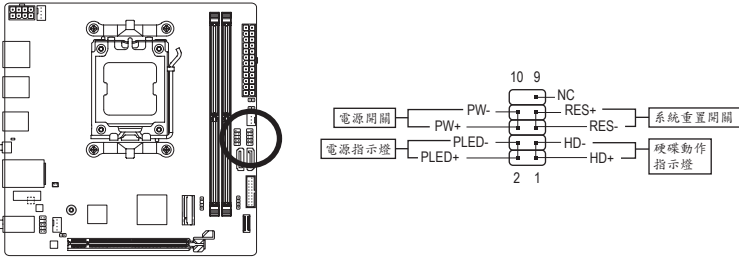 10 9
NC
電源開關
PW-
RES+
系統重置開關
PW+
RES-
電源指示燈
PLED-
HD-
硬碟動作
指示燈
PLED+
HD+
2 1